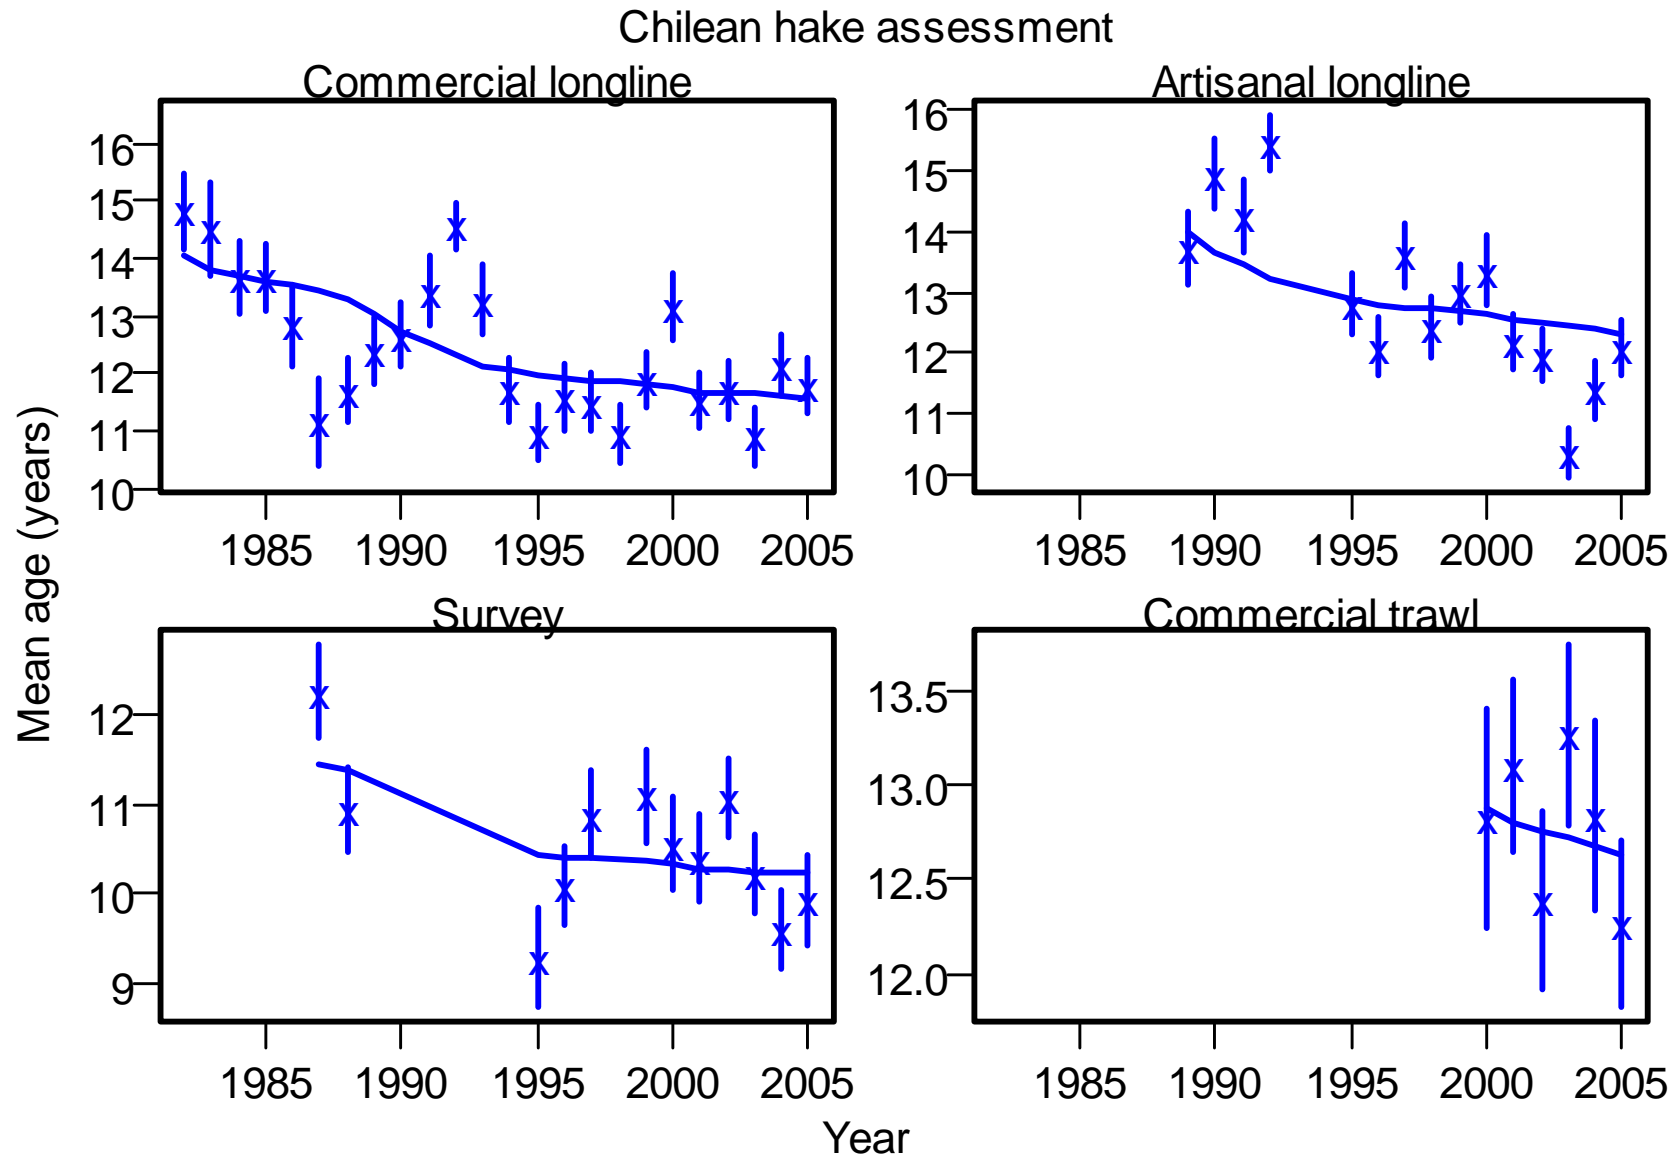 Chilean hake assessment
Commercial longline
Artisanal longline
16
15
14
13
12
11
10
1985 1990 1995 2000 2005
16
15
14
13
12
11
10
1985 1990 1995 2000 2005
Mean age (years)
Survey
Commercial trawl
12
11
10
9
1985 1990 1995 2000 2005
13.5
13.0
12.5
12.0
1985 1990 1995 2000 2005
Year